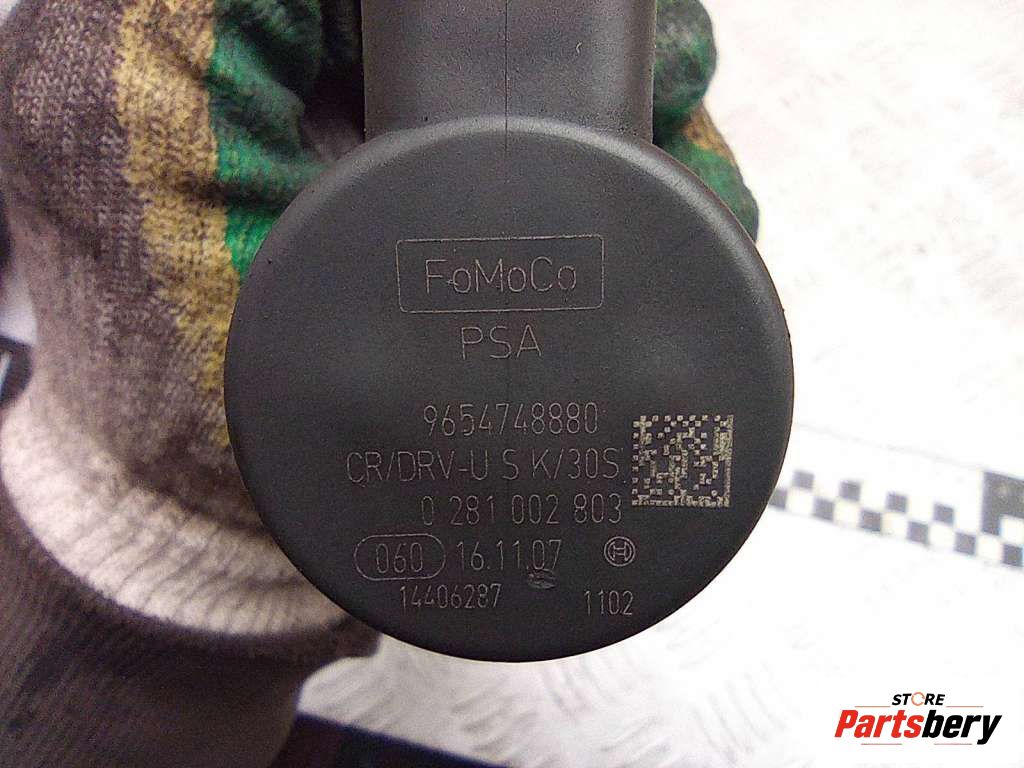 FoMoCo
PSA
9654748880
CR/DRV-U S K/30S
0 281 002 803
060 16.11.07
14406287 1102
STORE
Partsbery